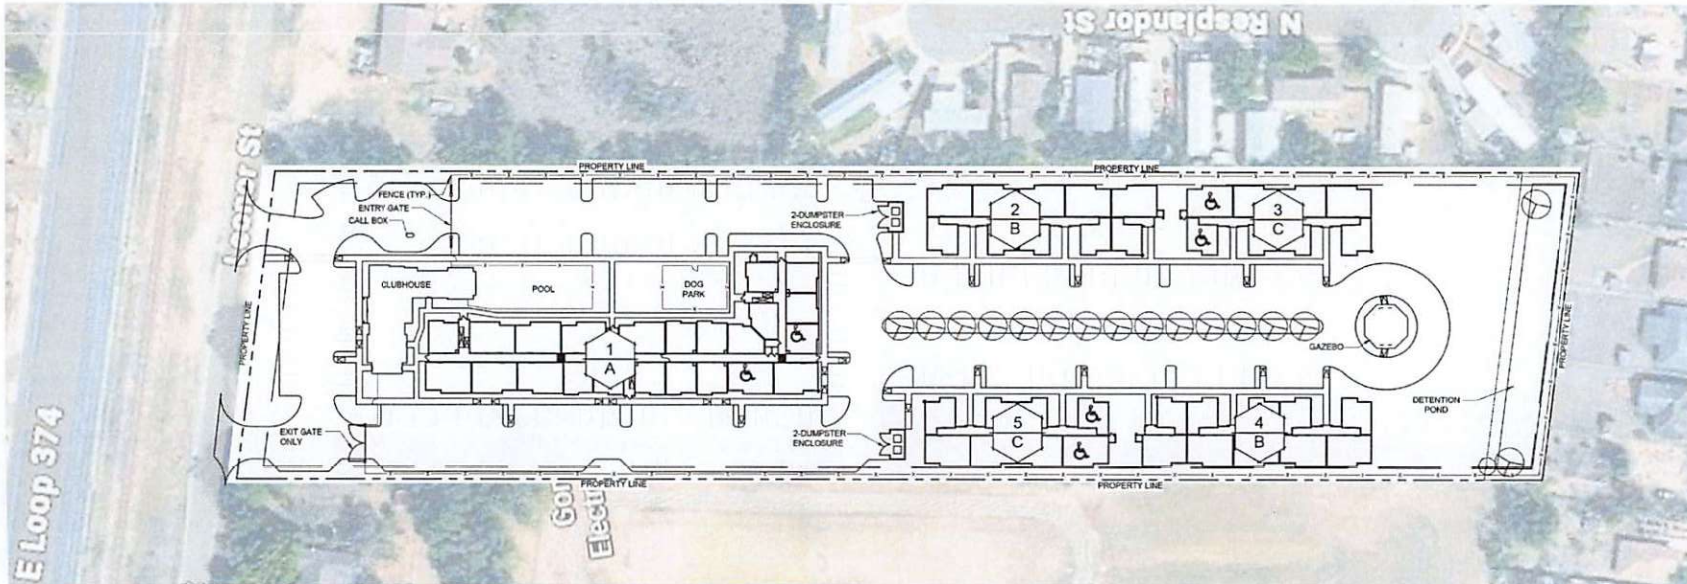 N Resplandor St
PROPERTY LINE
PROPERTY LINE
FENCE (TYP.)
ENTRY GATE
CALL BOX
2-DUMPSTER
ENCLOSURE
2
B
3
C
CLUBHOUSE
POOL
DOG
PARK
PROPERTY LINE
1
A
GAZEBO
PROPERTY LINE
DETENTION
POND
EXIT GATE
ONLY
2-DUMPSTER
ENCLOSURE
5
C
4
B
PROPERTY LINE
PROPERTY LINE
E Loop 374